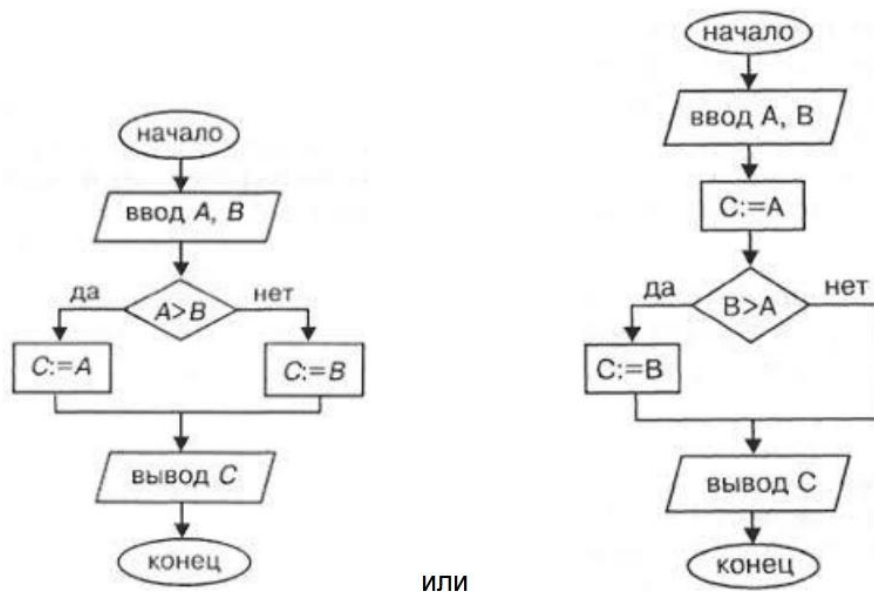 начало
ввод A, B
да
A>B
нет
C:=A
C:=B
вывод C
конец
или
начало
ввод A, B
C:=A
да
B>A
нет
C:=B
вывод C
конец